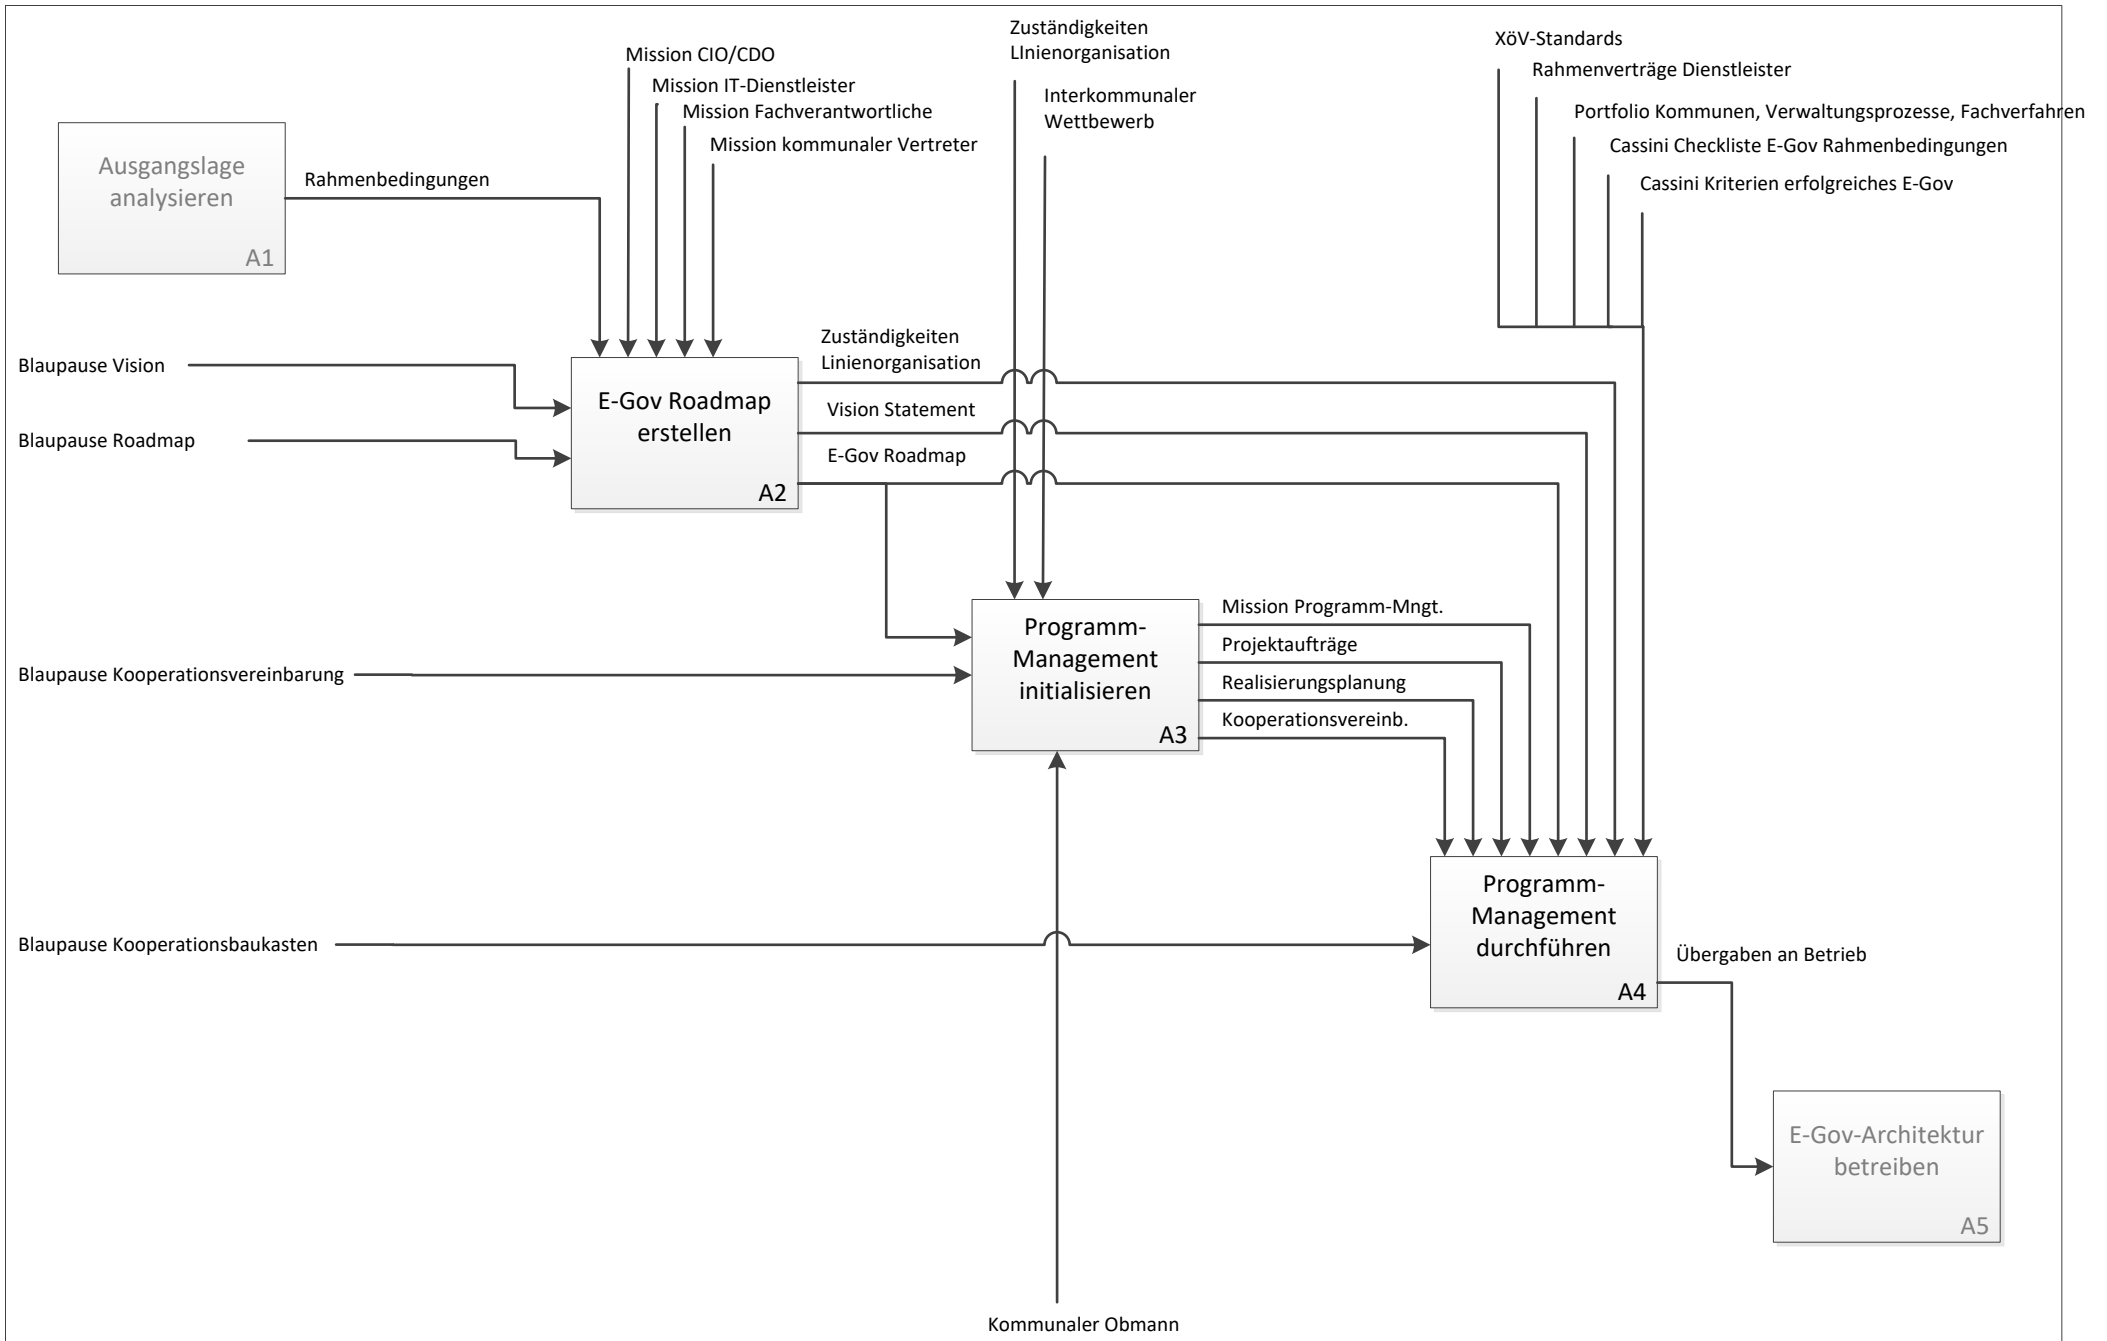 Zuständigkeiten
LInienorganisation
XöV-Standards
Mission CIO/CDO
Rahmenverträge Dienstleister
Mission IT-Dienstleister
Interkommunaler
Wettbewerb
Mission Fachverantwortliche
Portfolio Kommunen, Verwaltungsprozesse, Fachverfahren
Mission kommunaler Vertreter
Cassini Checkliste E-Gov Rahmenbedingungen
Cassini Kriterien erfolgreiches E-Gov
Ausgangslage
analysieren
A1
Rahmenbedingungen
Blaupause Vision
Blaupause Roadmap
E-Gov Roadmap
erstellen
A2
Zuständigkeiten
Linienorganisation
Vision Statement
E-Gov Roadmap
Blaupause Kooperationsvereinbarung
Programm-
Management
initialisieren
A3
Mission Programm-Mngt.
Projektaufträge
Realisierungsplanung
Kooperationsvereinb.
Blaupause Kooperationsbaukasten
Programm-
Management
durchführen
A4
Übergaben an Betrieb
E-Gov-Architektur
betreiben
A5
Kommunaler Obmann